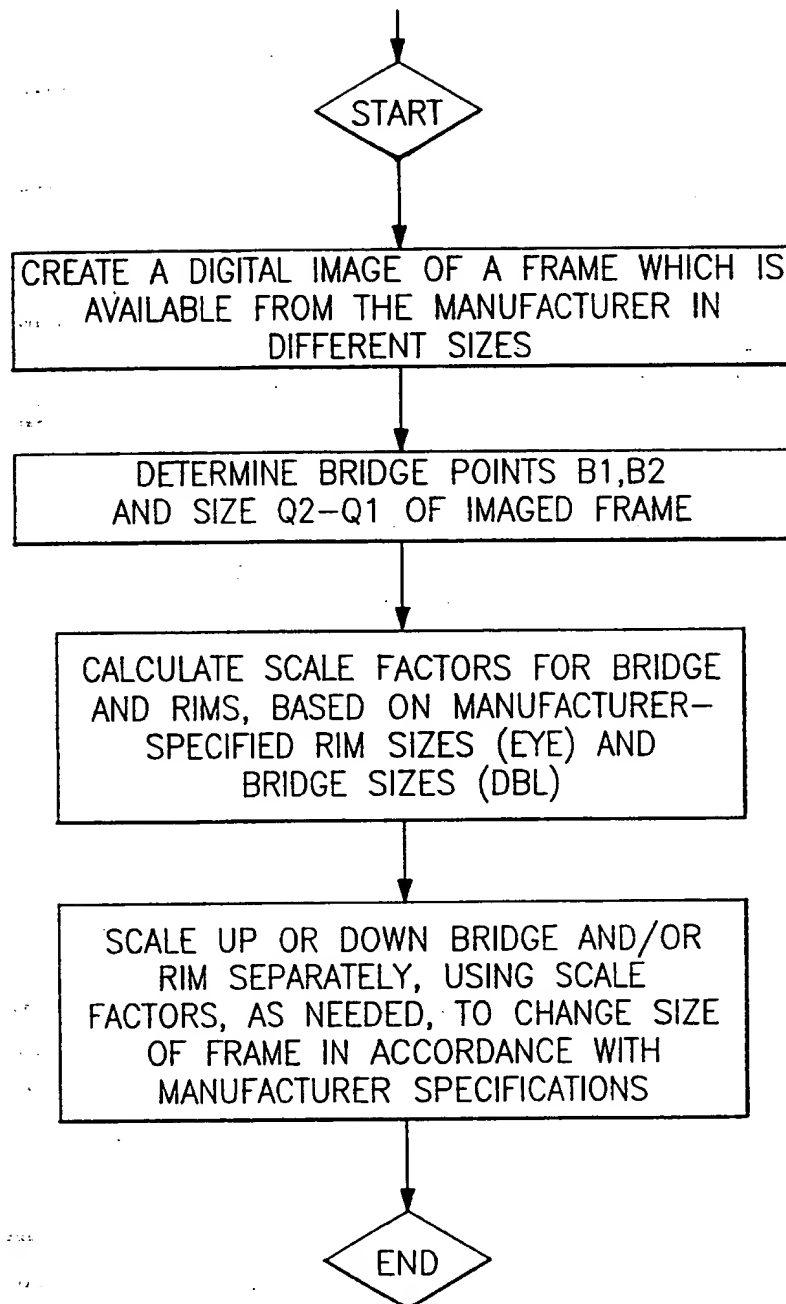 START
CREATE A DIGITAL IMAGE OF A FRAME WHICH IS
AVAILABLE FROM THE MANUFACTURER IN
DIFFERENT SIZES
DETERMINE BRIDGE POINTS B1,B2
AND SIZE Q2–Q1 OF IMAGED FRAME
CALCULATE SCALE FACTORS FOR BRIDGE
AND RIMS, BASED ON MANUFACTURER–
SPECIFIED RIM SIZES (EYE) AND
BRIDGE SIZES (DBL)
SCALE UP OR DOWN BRIDGE AND/OR
RIM SEPARATELY, USING SCALE
FACTORS, AS NEEDED, TO CHANGE SIZE
OF FRAME IN ACCORDANCE WITH
MANUFACTURER SPECIFICATIONS
END